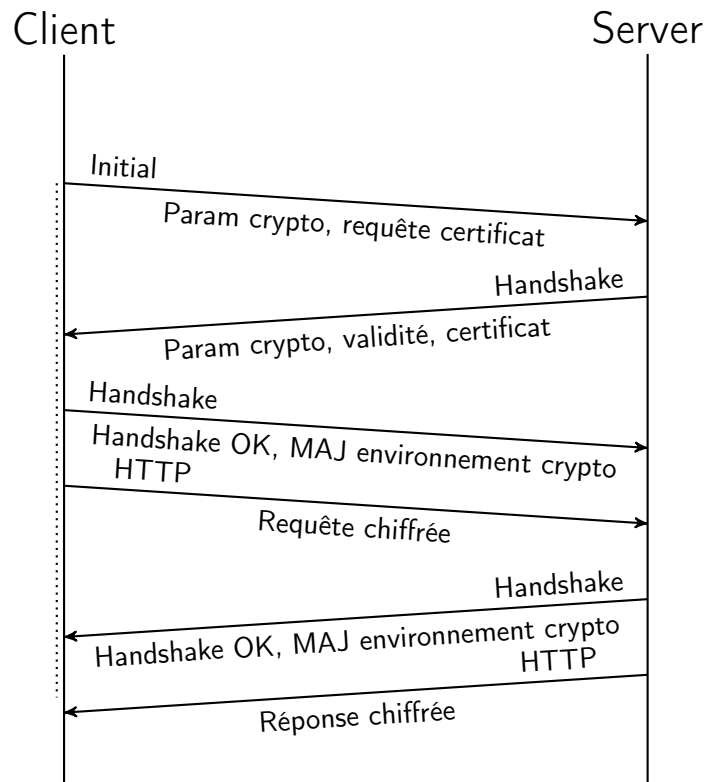 Client
Server
Initial
Param crypto, requête certificat
Handshake
Param crypto, validité, certificat
Handshake
Handshake OK, MAJ environnement crypto
HTTP
Requête chiffrée
Handshake
Handshake OK, MAJ environnement crypto
HTTP
Réponse chiffrée